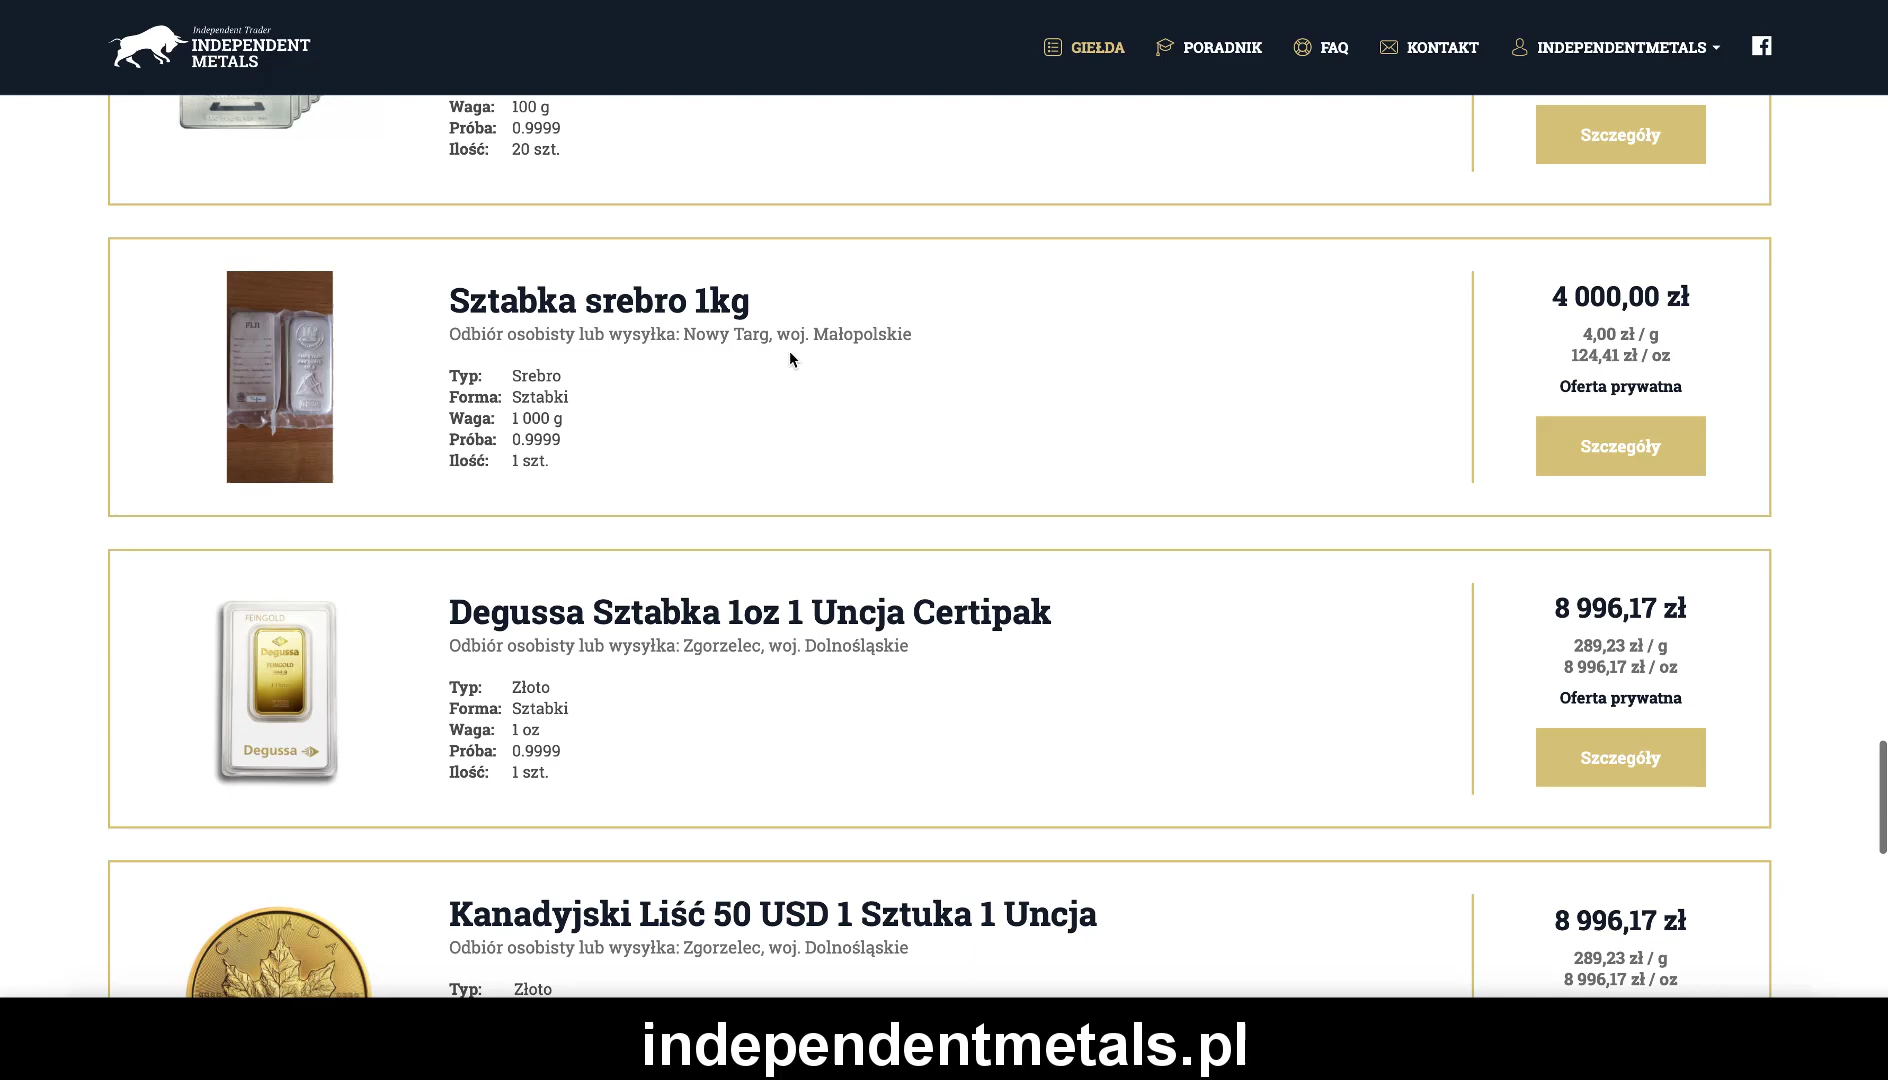 Independent Trader
INDEPENDENT
METALS
GIEŁDA
PORADNIK
FAQ
KONTAKT
INDEPENDENTMETALS
Waga: 100 g
Próba: 0.9999
Ilość: 20 szt.
Szczegóły
FIJI
Sztabka srebro 1kg
Odbiór osobisty lub wysyłka: Nowy Targ, woj. Małopolskie
Typ: Srebro
Forma: Sztabki
Waga: 1 000 g
Próba: 0.9999
Ilość: 1 szt.
4 000,00 zł
4,00 zł / g
124,41 zł / oz
Oferta prywatna
Szczegóły
FEINGOLD
Degussa
FEINGOLD
Degussa
Degussa Sztabka 1oz 1 Uncja Certipak
Odbiór osobisty lub wysyłka: Zgorzelec, woj. Dolnośląskie
Typ: Złoto
Forma: Sztabki
Waga: 1 oz
Próba: 0.9999
Ilość: 1 szt.
8 996,17 zł
289,23 zł / g
8 996,17 zł / oz
Oferta prywatna
Szczegóły
CANADA
Kanadyjski Liść 50 USD 1 Sztuka 1 Uncja
Odbiór osobisty lub wysyłka: Zgorzelec, woj. Dolnośląskie
Typ: Złoto
8 996,17 zł
289,23 zł / g
8 996,17 zł / oz
independentmetals.pl